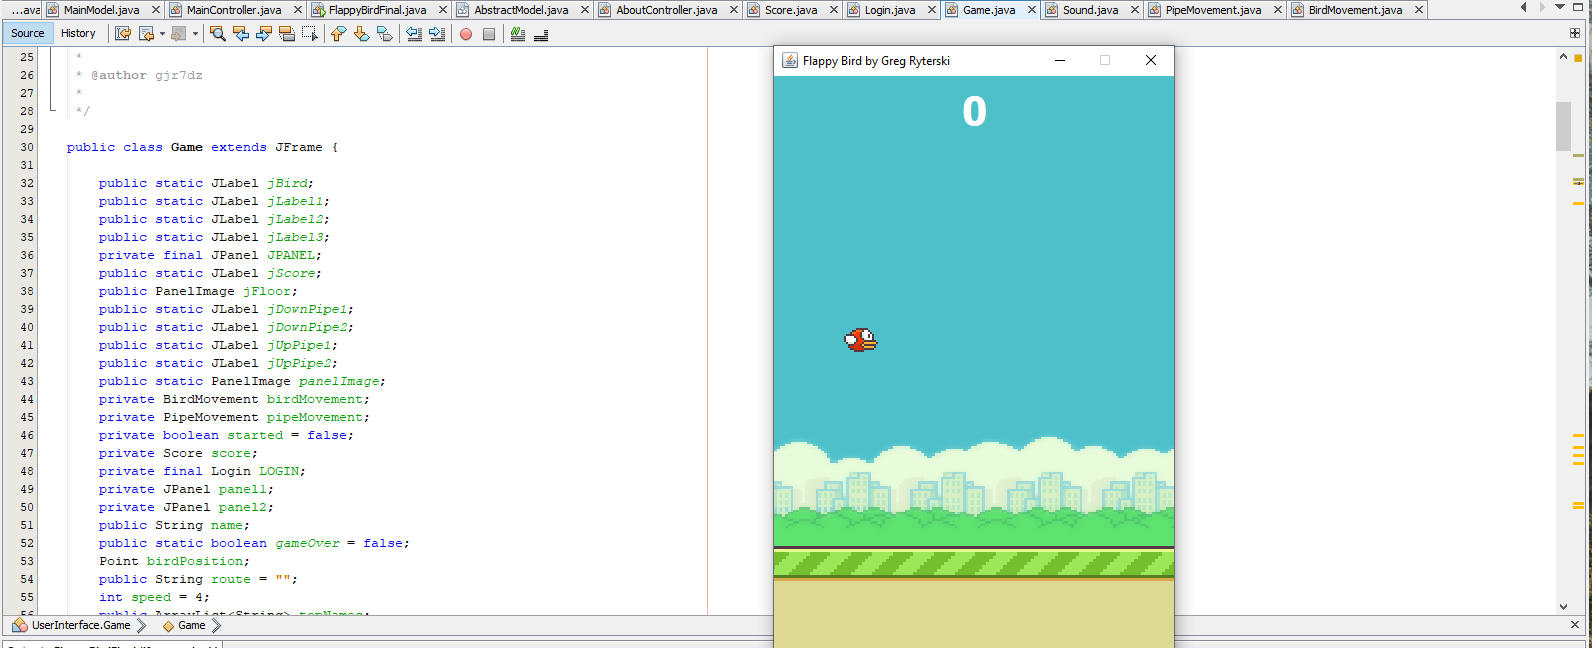 ...ava MainModel.java MainController.java FlappyBirdFinal.java AbstractModel.java AboutController.java Score.java Login.java Game.java Sound.java PipeMovement.java BirdMovement.java
Source History
25 *
26 * @author gjr7dz
27 *
28 */
29
30 public class Game extends JFrame {
31
32 public static JLabel jBird;
33 public static JLabel jLabel1;
34 public static JLabel jLabel2;
35 public static JLabel jLabel3;
36 private final JPanel JPANEL;
37 public static JLabel jScore;
38 public PanelImage jFloor;
39 public static JLabel jDownPipe1;
40 public static JLabel jDownPipe2;
41 public static JLabel jUpPipe1;
42 public static JLabel jUpPipe2;
43 public static PanelImage panelImage;
44 private BirdMovement birdMovement;
45 private PipeMovement pipeMovement;
46 private boolean started = false;
47 private Score score;
48 private final Login LOGIN;
49 private JPanel panel1;
50 private JPanel panel2;
51 public String name;
52 public static boolean gameOver = false;
53 Point birdPosition;
54 public String route = "";
55 int speed = 4;
56 public ArrayList<String> topNames;
UserInterface.Game Game
Flappy Bird by Greg Ryterski
0